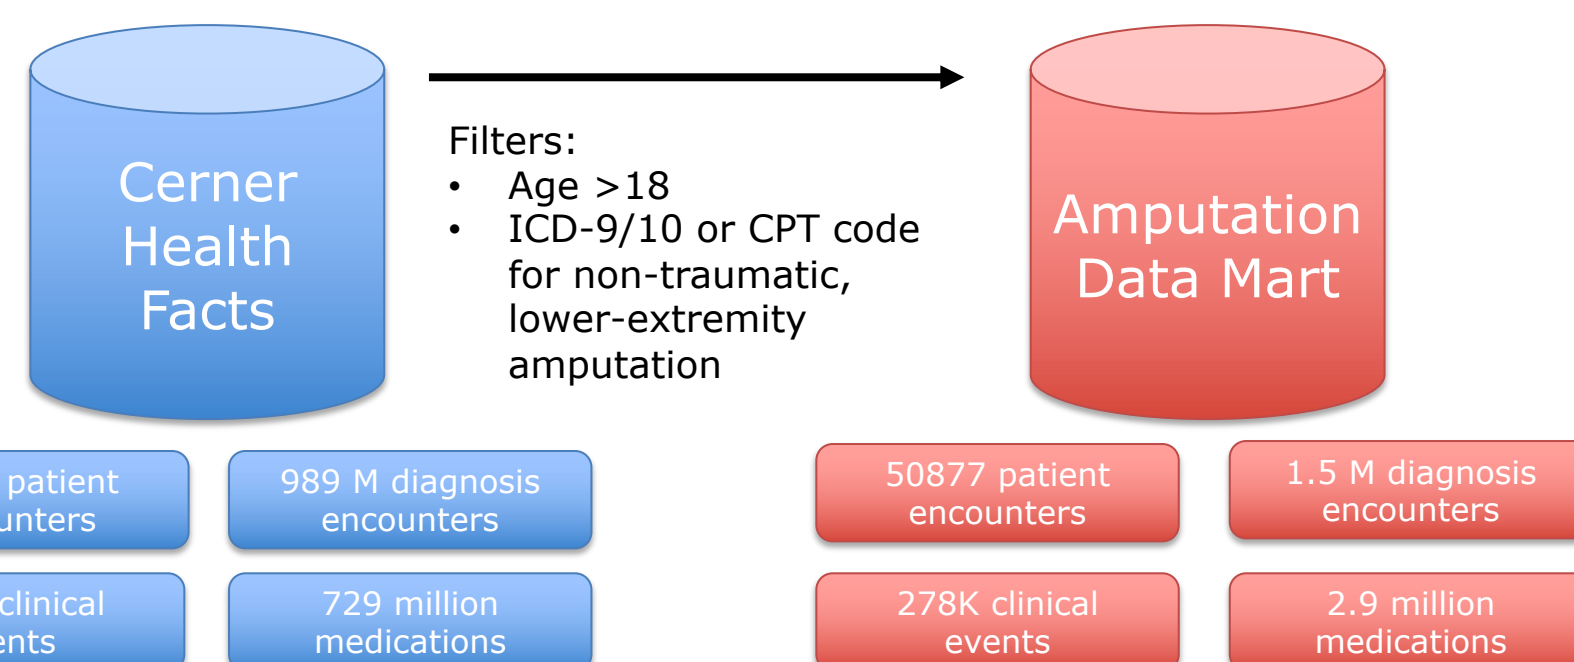 Cerner
Health
Facts
Filters:
• Age >18
• ICD-9/10 or CPT code
for non-traumatic,
lower-extremity
amputation
Amputation
Data Mart
patient
989 M diagnosis
encounters
50877 patient
encounters
1.5 M diagnosis
encounters
clinical
729 million
medications
278K clinical
events
2.9 million
medications